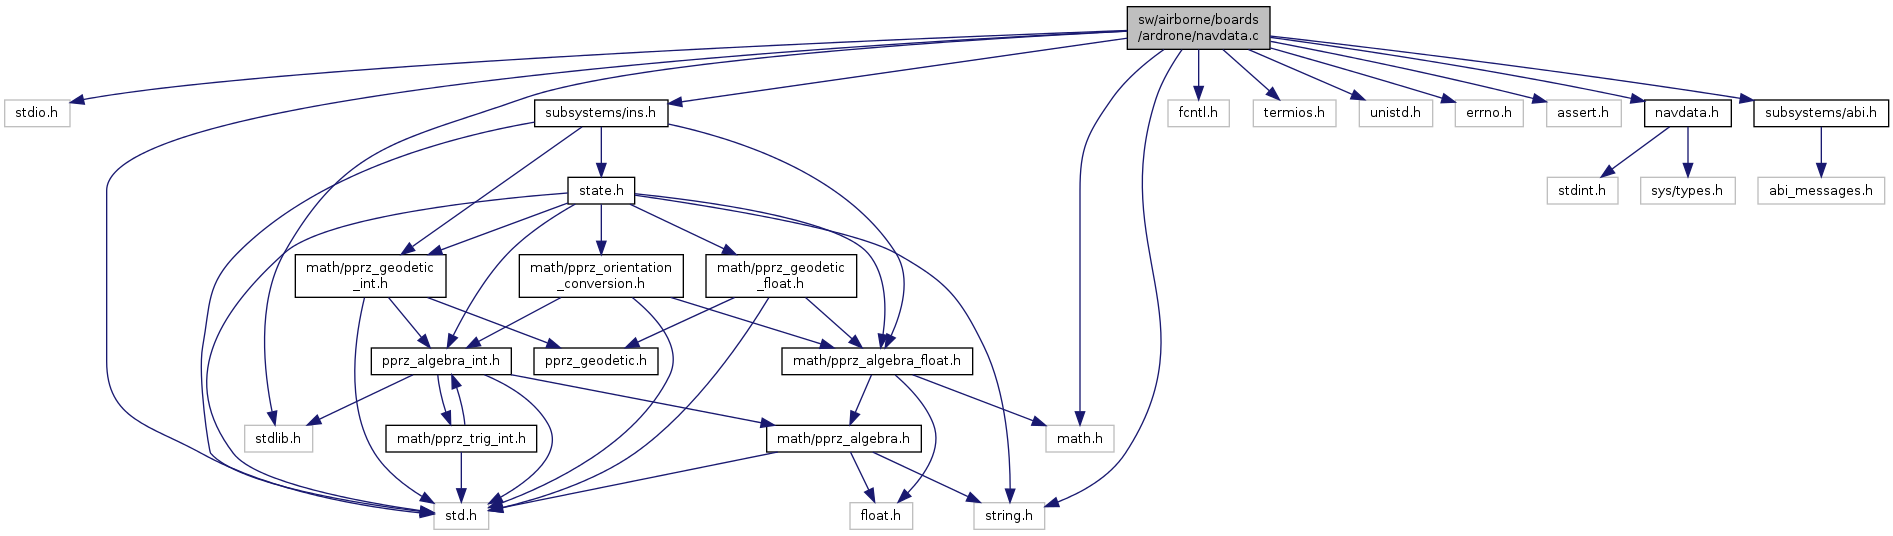 sw/airborne/boards
/ardrone/navdata.c
stdio.h
subsystems/ins.h
fcntl.h
termios.h
unistd.h
errno.h
assert.h
navdata.h
subsystems/abi.h
state.h
stdint.h
sys/types.h
abi_messages.h
math/pprz_geodetic
_int.h
math/pprz_orientation
_conversion.h
math/pprz_geodetic
_float.h
pprz_algebra_int.h
pprz_geodetic.h
math/pprz_algebra_float.h
stdlib.h
math/pprz_trig_int.h
math/pprz_algebra.h
math.h
std.h
float.h
string.h